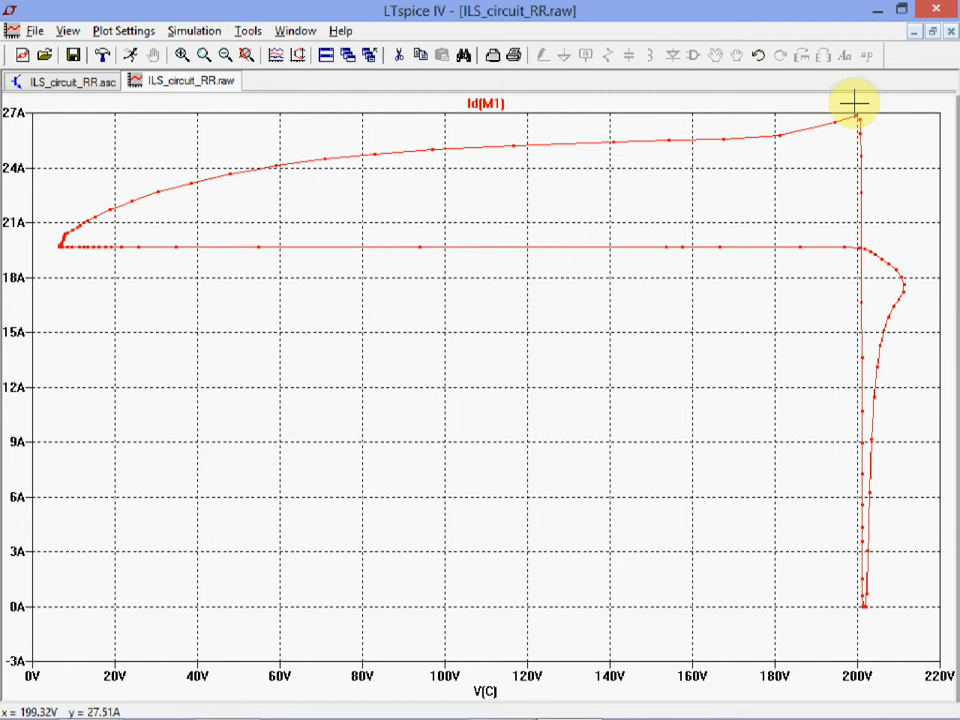 LTspice IV - [ILS_circuit_RR.raw]
File View Plot Settings Simulation Tools Window Help
ILS_circuit_RR.asc ILS_circuit_RR.raw
Id(M1)
27A
24A
21A
18A
15A
12A
9A
6A
3A
0A
-3A
0V 20V 40V 60V 80V 100V 120V 140V 160V 180V 200V 220V
V(C)
x = 199.32V y = 27.51A